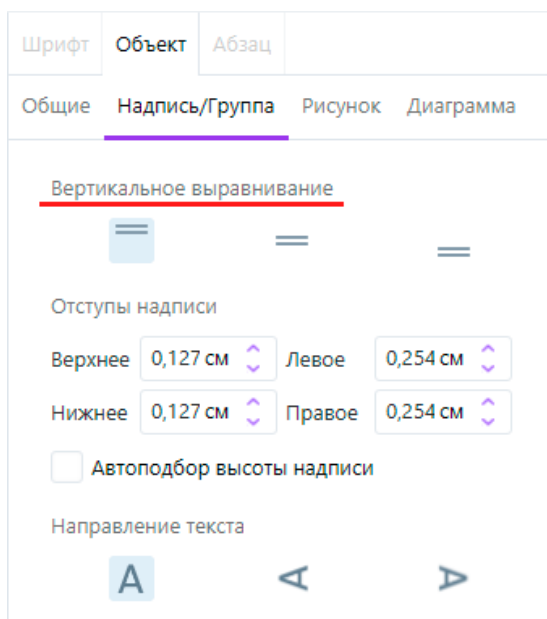 Шрифт Объект Абзац
Общие Надпись/Группа Рисунок Диаграмма
Вертикальное выравнивание
Отступы надписи
Верхнее 0,127 см Левое 0,254 см
Нижнее 0,127 см Правое 0,254 см
Автоподбор высоты надписи
Направление текста
A A A